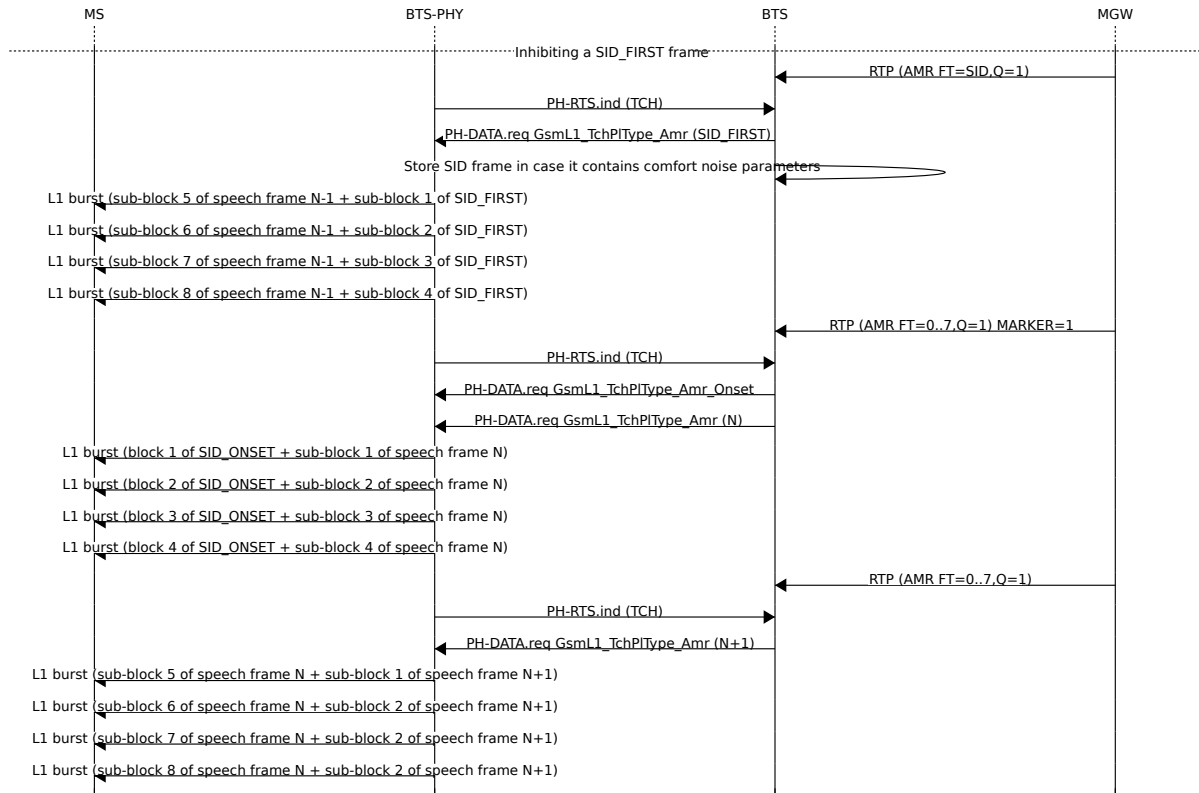 MS BTS-PHY BTS MGW
Inhibiting a SID_FIRST frame
RTP (AMR FT=SID,Q=1)
PH-RTS.ind (TCH)
PH-DATA.req GsmL1_TchPlType_Amr (SID_FIRST)
Store SID frame in case it contains comfort noise parameters
L1 burst (sub-block 5 of speech frame N-1 + sub-block 1 of SID_FIRST)
L1 burst (sub-block 6 of speech frame N-1 + sub-block 2 of SID_FIRST)
L1 burst (sub-block 7 of speech frame N-1 + sub-block 3 of SID_FIRST)
L1 burst (sub-block 8 of speech frame N-1 + sub-block 4 of SID_FIRST)
RTP (AMR FT=0..7,Q=1) MARKER=1
PH-RTS.ind (TCH)
PH-DATA.req GsmL1_TchPlType_Amr_Onset
PH-DATA.req GsmL1_TchPlType_Amr (N)
L1 burst (block 1 of SID_ONSET + sub-block 1 of speech frame N)
L1 burst (block 2 of SID_ONSET + sub-block 2 of speech frame N)
L1 burst (block 3 of SID_ONSET + sub-block 3 of speech frame N)
L1 burst (block 4 of SID_ONSET + sub-block 4 of speech frame N)
RTP (AMR FT=0..7,Q=1)
PH-RTS.ind (TCH)
PH-DATA.req GsmL1_TchPlType_Amr (N+1)
L1 burst (sub-block 5 of speech frame N + sub-block 1 of speech frame N+1)
L1 burst (sub-block 6 of speech frame N + sub-block 2 of speech frame N+1)
L1 burst (sub-block 7 of speech frame N + sub-block 2 of speech frame N+1)
L1 burst (sub-block 8 of speech frame N + sub-block 2 of speech frame N+1)